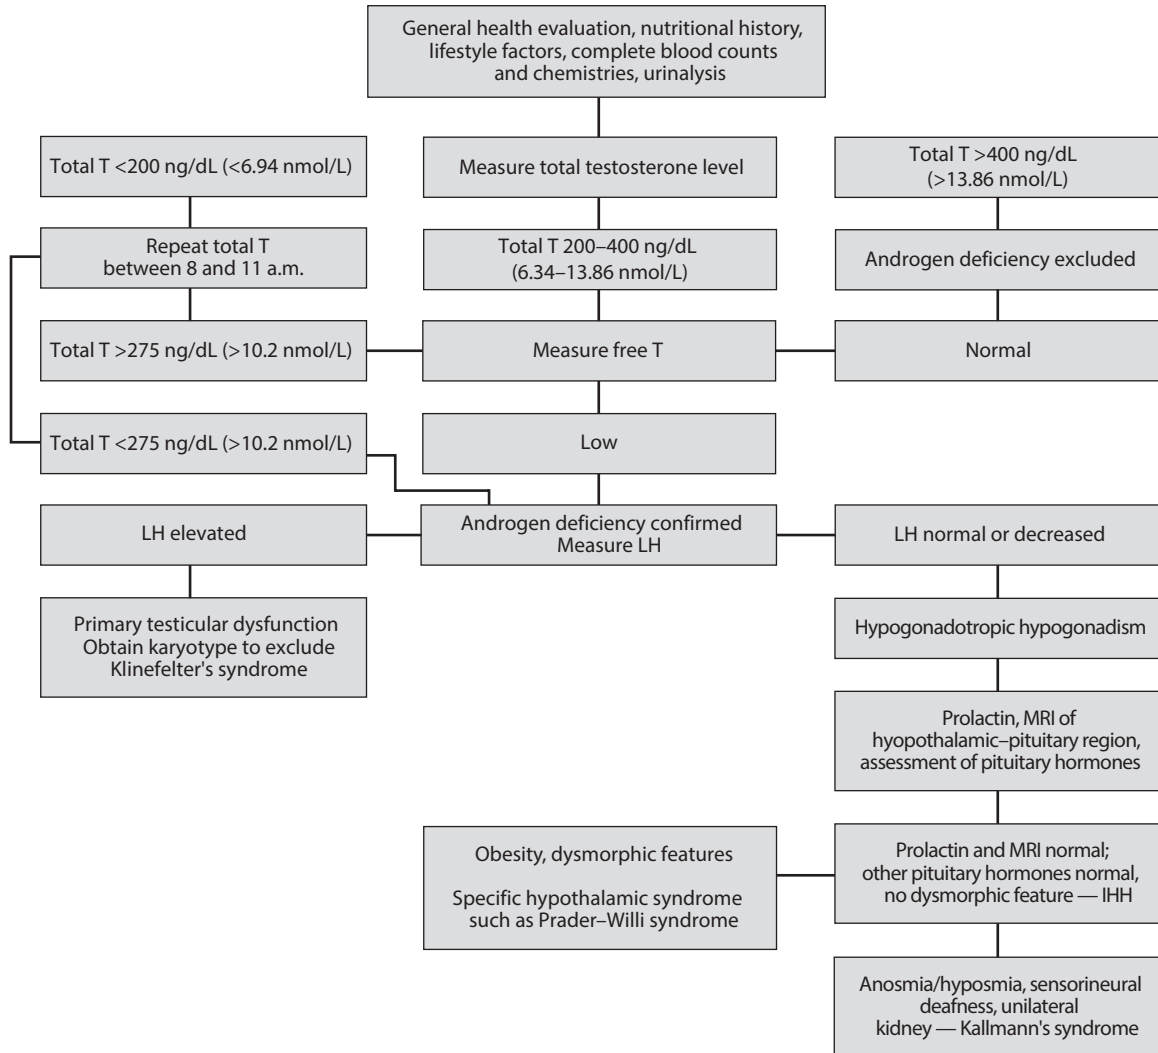 General health evaluation, nutritional history,
lifestyle factors, complete blood counts
and chemistries, urinalysis
Total T <200 ng/dL (<6.94 nmol/L)
Measure total testosterone level
Total T >400 ng/dL
(>13.86 nmol/L)
Repeat total T
between 8 and 11 a.m.
Total T 200–400 ng/dL
(6.34–13.86 nmol/L)
Androgen deficiency excluded
Total T >275 ng/dL (>10.2 nmol/L)
Measure free T
Normal
Total T <275 ng/dL (>10.2 nmol/L)
Low
LH elevated
Androgen deficiency confirmed
Measure LH
LH normal or decreased
Primary testicular dysfunction
Obtain karyotype to exclude
Klinefelter's syndrome
Hypogonadotropic hypogonadism
Prolactin, MRI of
hyopothalamic–pituitary region,
assessment of pituitary hormones
Obesity, dysmorphic features
Specific hypothalamic syndrome
such as Prader–Willi syndrome
Prolactin and MRI normal;
other pituitary hormones normal,
no dysmorphic feature — IHH
Anosmia/hyposmia, sensorineural
deafness, unilateral
kidney — Kallmann's syndrome